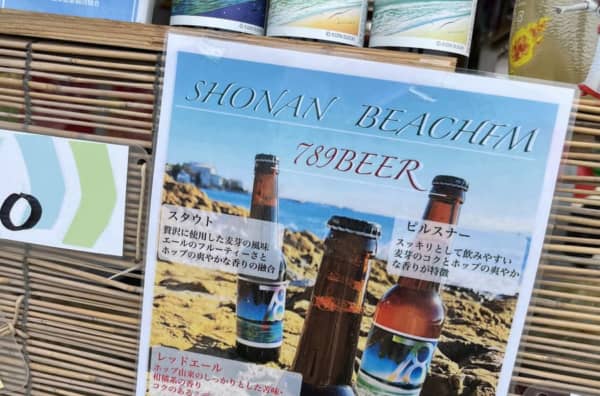 SHONAN BEACHFM
789BEER
スタウト
贅沢に使用した麦芽の風味
エールのフルーティーさと
ホップの爽やかな香りの融合
ピルスナー
スッキリとして飲みやすい
麦芽のコクとホップの爽やか
な香りが特徴
レッドエール
ホップ由来のしっかりとした苦味・
柑橘系の香り
コクのある